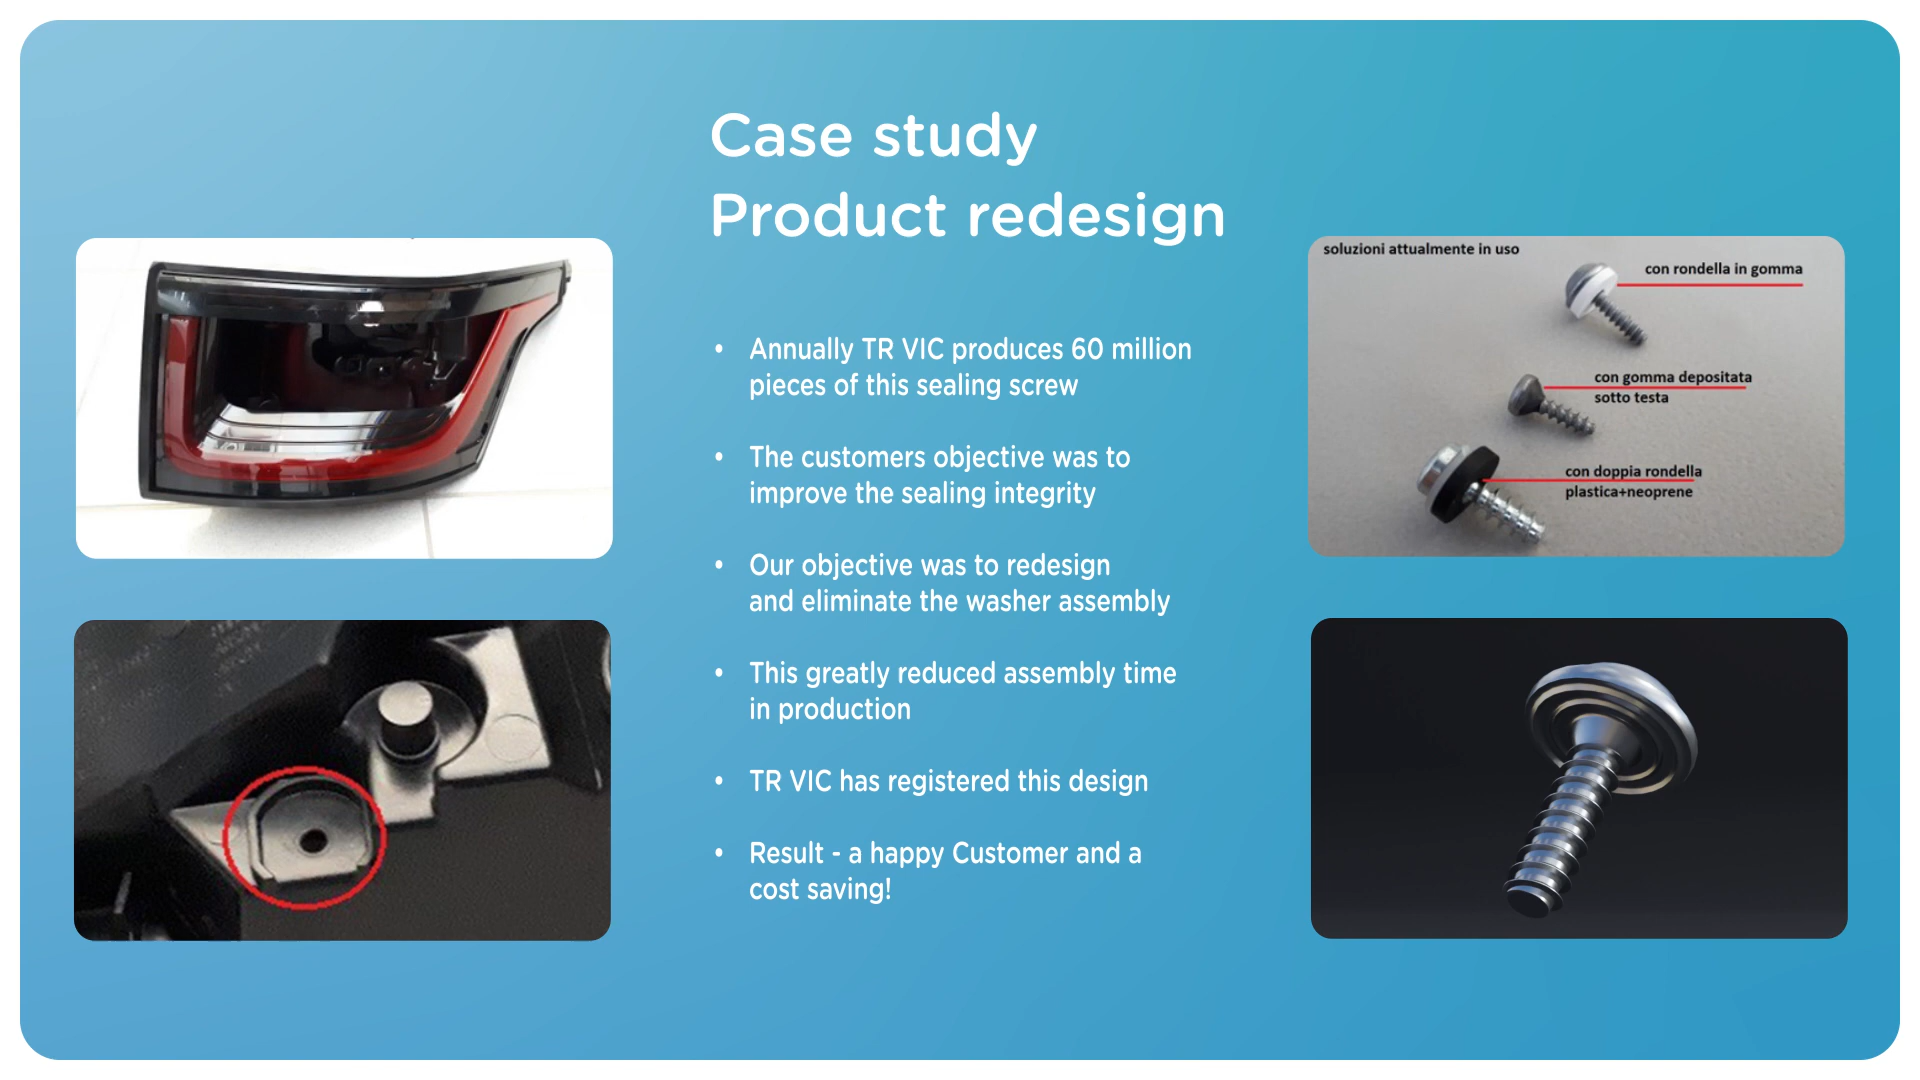 Case study
Product redesign
• Annually TR VIC produces 60 million
pieces of this sealing screw
• The customers objective was to
improve the sealing integrity
• Our objective was to redesign
and eliminate the washer assembly
• This greatly reduced assembly time
in production
• TR VIC has registered this design
• Result - a happy Customer and a
cost saving!
soluzioni attualmente in uso
con rondella in gomma
con gomma depositata
sotto testa
con doppia rondella
plastica+neoprene